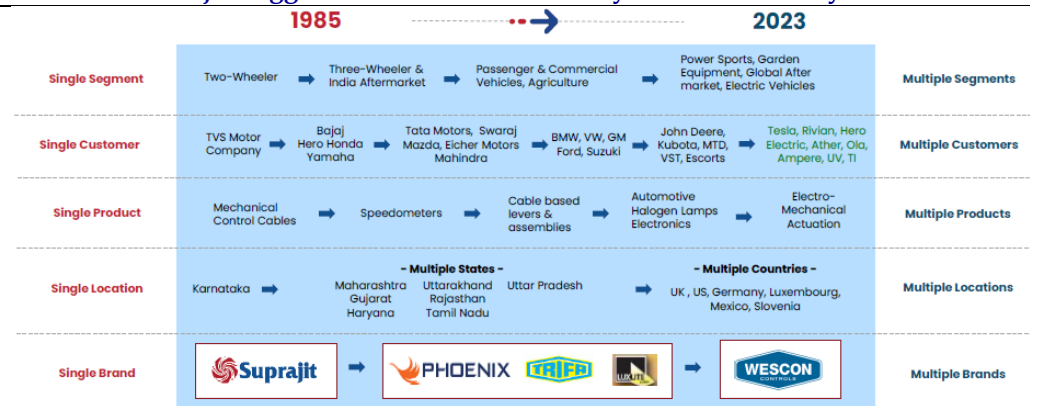 1985
2023
Single Segment
Two-Wheeler
Three-Wheeler &
India Aftermarket
Passenger & Commercial
Vehicles, Agriculture
Power Sports, Garden
Equipment, Global After
market, Electric Vehicles
Multiple Segments
Single Customer
TVS Motor
Company
Bajaj
Hero Honda
Yamaha
Tata Motors, Swaraj
Mazda, Eicher Motors
Mahindra
BMW, VW, GM
Ford, Suzuki
John Deere,
Kubota, MTD,
VST, Escorts
Tesla, Rivian, Hero
Electric, Ather, Ola,
Ampere, UV, TI
Multiple Customers
Single Product
Mechanical
Control Cables
Speedometers
Cable based
levers &
assemblies
Automotive
Halogen Lamps
Electronics
Electro-
Mechanical
Actuation
Multiple Products
Single Location
Karnataka
- Multiple States -
Maharashtra Uttarakhand Uttar Pradesh
Gujarat Rajasthan
Haryana Tamil Nadu
- Multiple Countries -
UK , US, Germany, Luxembourg,
Mexico, Slovenia
Multiple Locations
Single Brand
Suprajit
PHOENIX
TRIFA
LUXLITE
WESCON
CONTROLS
Multiple Brands